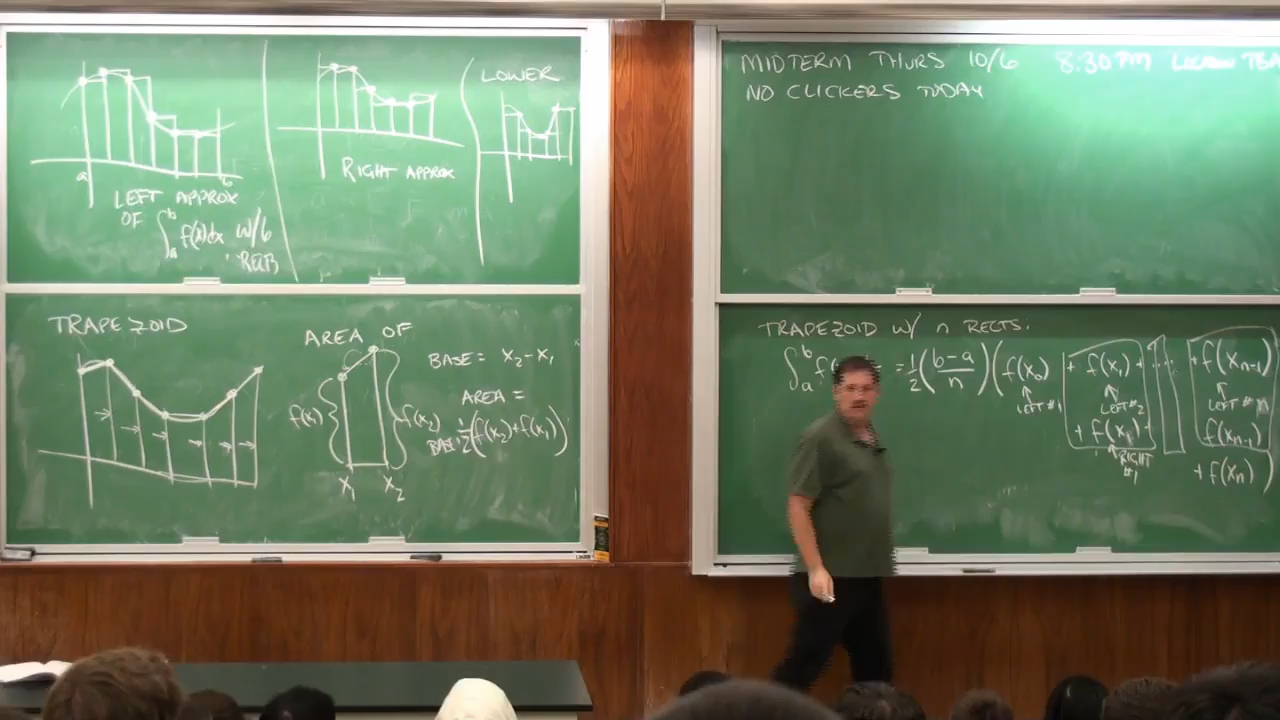 a
b
LEFT APPROX
OF ∫ₐᵇ f(x)dx W/6
RIGHT APPROX
LOWER
TRAPEZOID
AREA OF
f(x₁)
f(x₂)
x₁ x₂
BASE = x₂ - x₁
AREA =
BASE · ½(f(x₂)+f(x₁))
MIDTERM THURS 10/6 8:30 PM
NO CLICKERS TODAY
TRAPEZOID W/ n RECTS.
∫ₐᵇ f( = ½((b-a)/n)(f(x₀) + f(x₁) + ... + f(xₙ₋₁)
LEFT #1 LEFT #2 LEFT #
+ f(x₁) + f(xₙ₋₁)
RIGHT #1
+ f(xₙ))